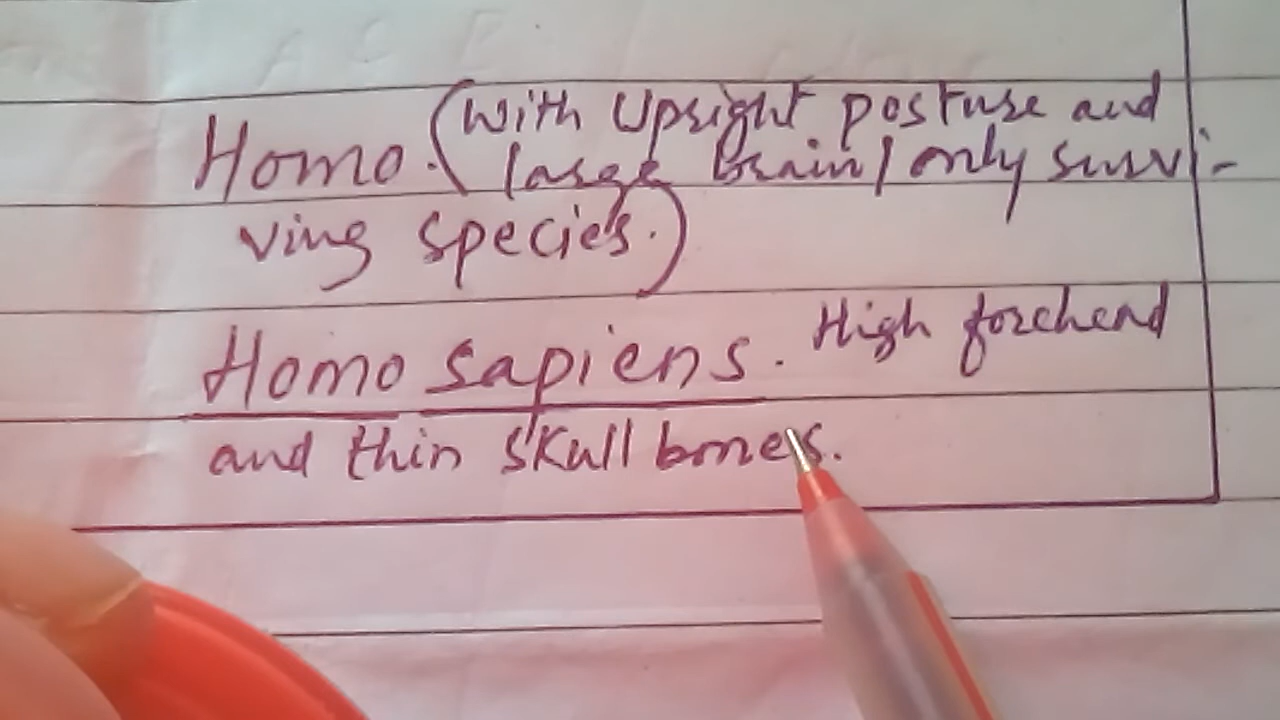 Homo. (With Upright posture and
large brain / only survi-
ving species.)
Homo sapiens. High forehead
and thin skull bones.